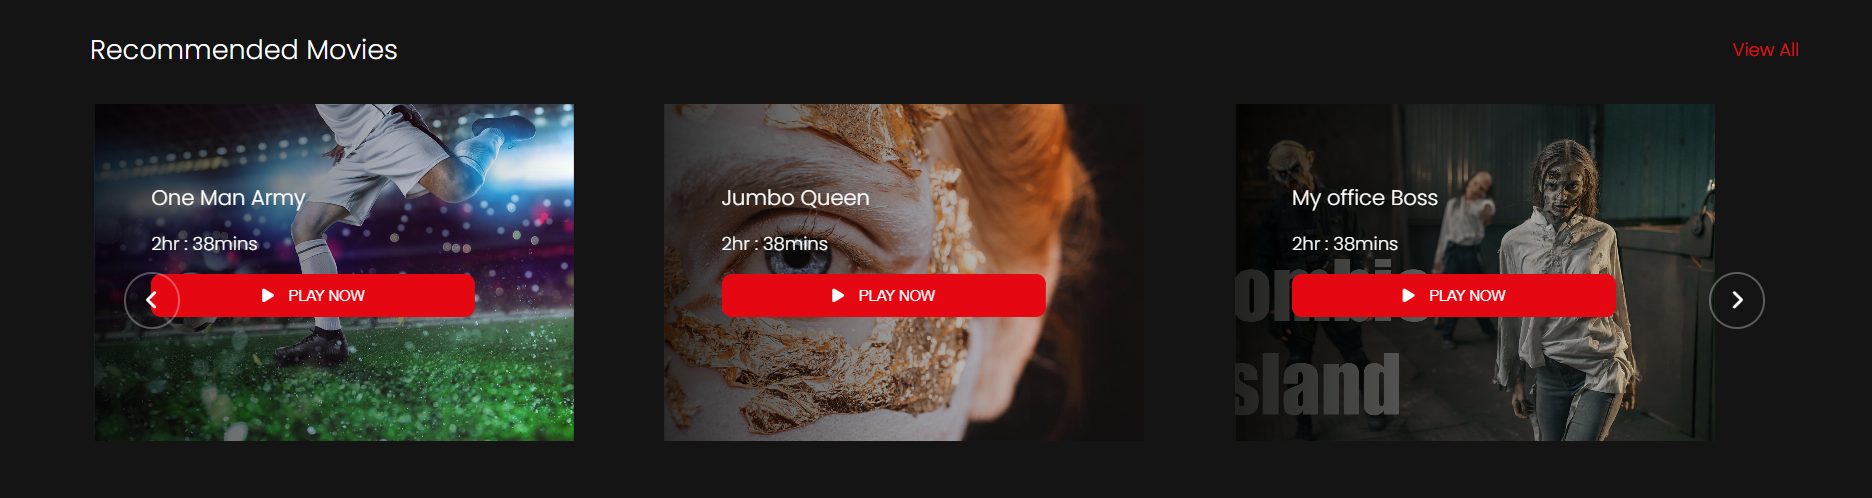 Recommended Movies
View All
One Man Army
2hr : 38mins
PLAY NOW
Jumbo Queen
2hr : 38mins
PLAY NOW
My office Boss
2hr : 38mins
PLAY NOW
ombie
sland